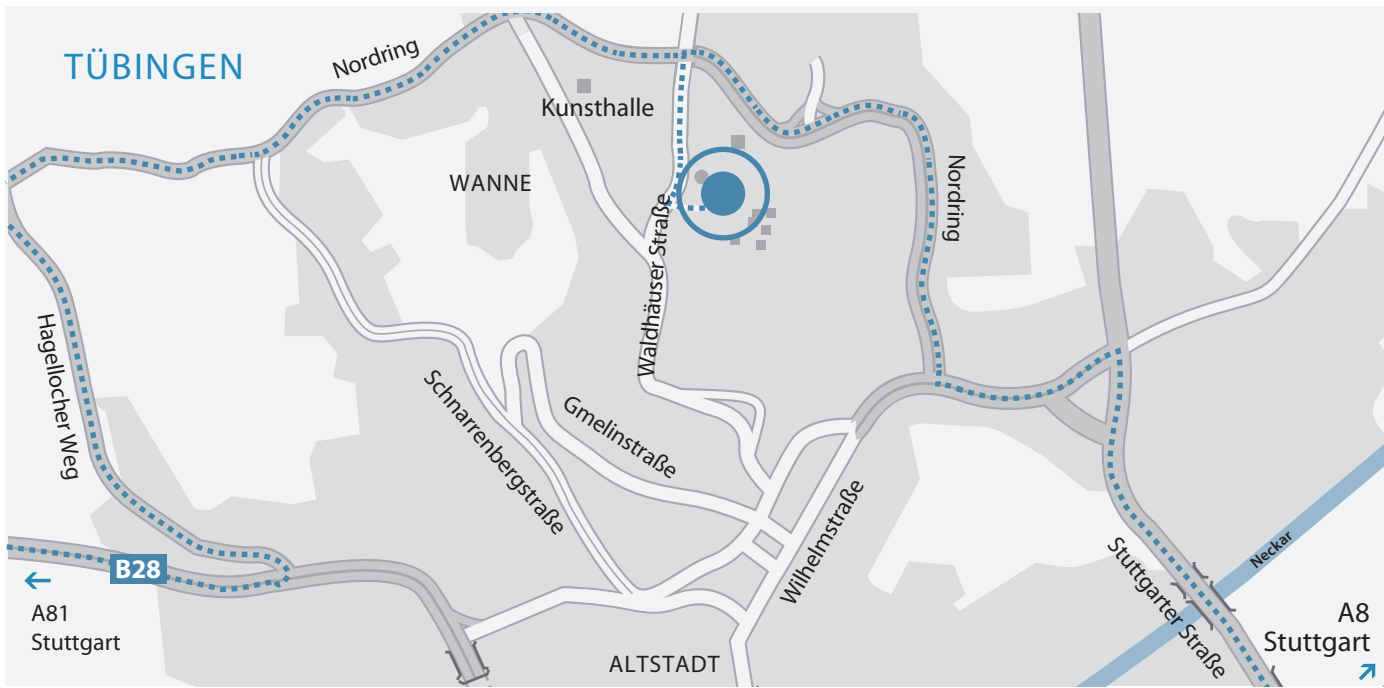 TÜBINGEN
Nordring
Kunsthalle
WANNE
Nordring
Waldhäuser Straße
Hagellocher Weg
Schnarrenbergstraße
Gmelinstraße
Wilhelmstraße
Neckar
Stuttgarter Straße
B28
A81
Stuttgart
A8
Stuttgart
ALTSTADT